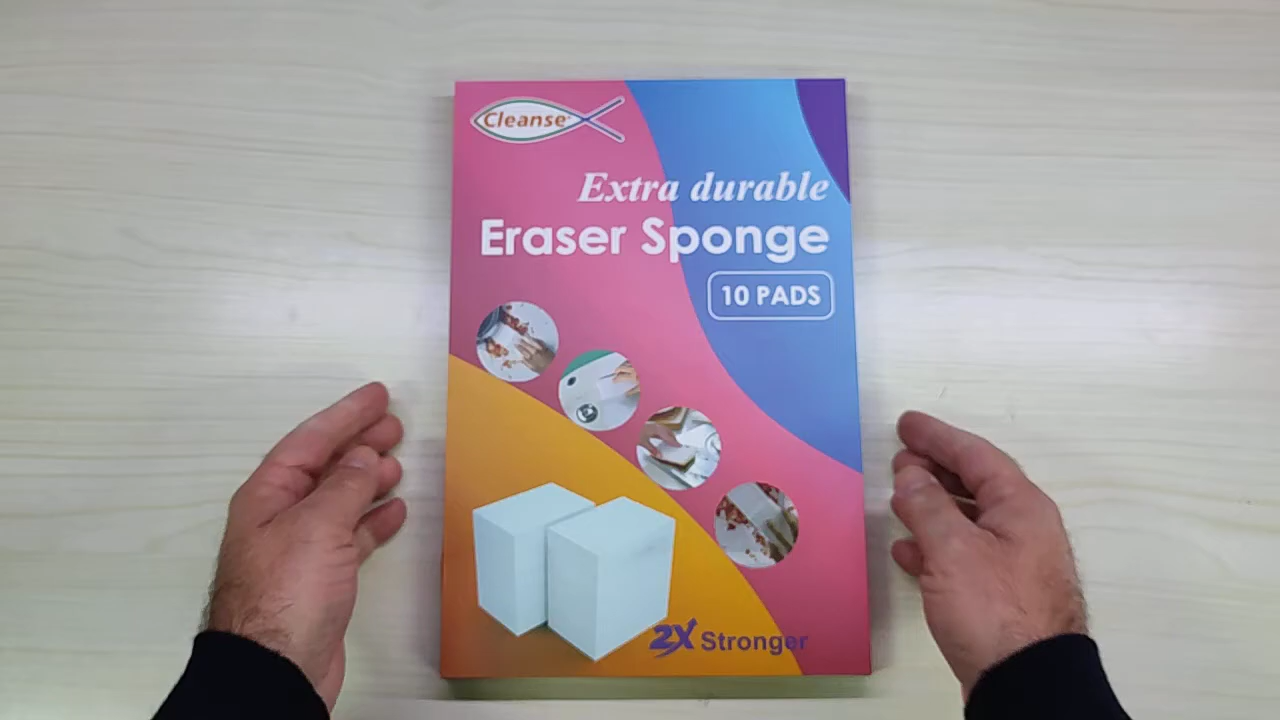 Cleanse
Extra durable
Eraser Sponge
10 PADS
2X Stronger